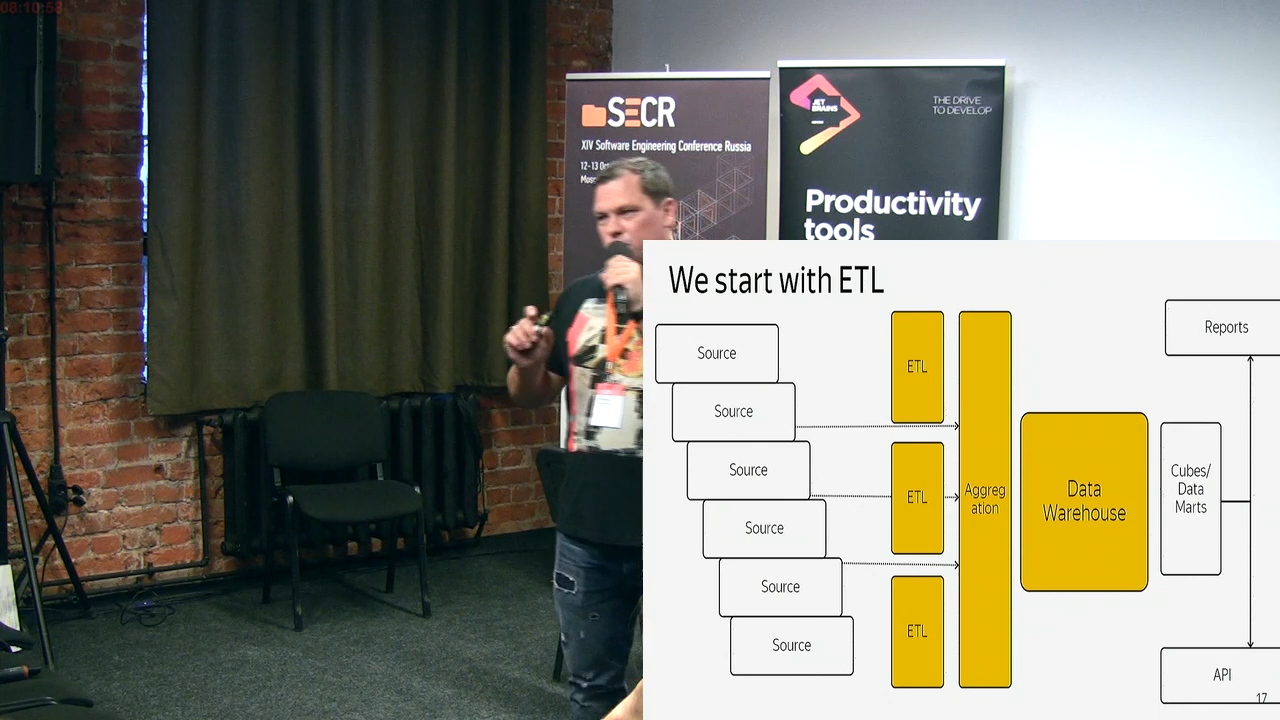 08:10:58
SECR
XIV Software Engineering Conference Russia
12-13
JET
BRAINS
THE DRIVE
TO DEVELOP
Productivity
tools
We start with ETL
Source
Source
Source
Source
Source
Source
ETL
ETL
ETL
Aggreg
ation
Data
Warehouse
Cubes/
Data
Marts
Reports
API
17